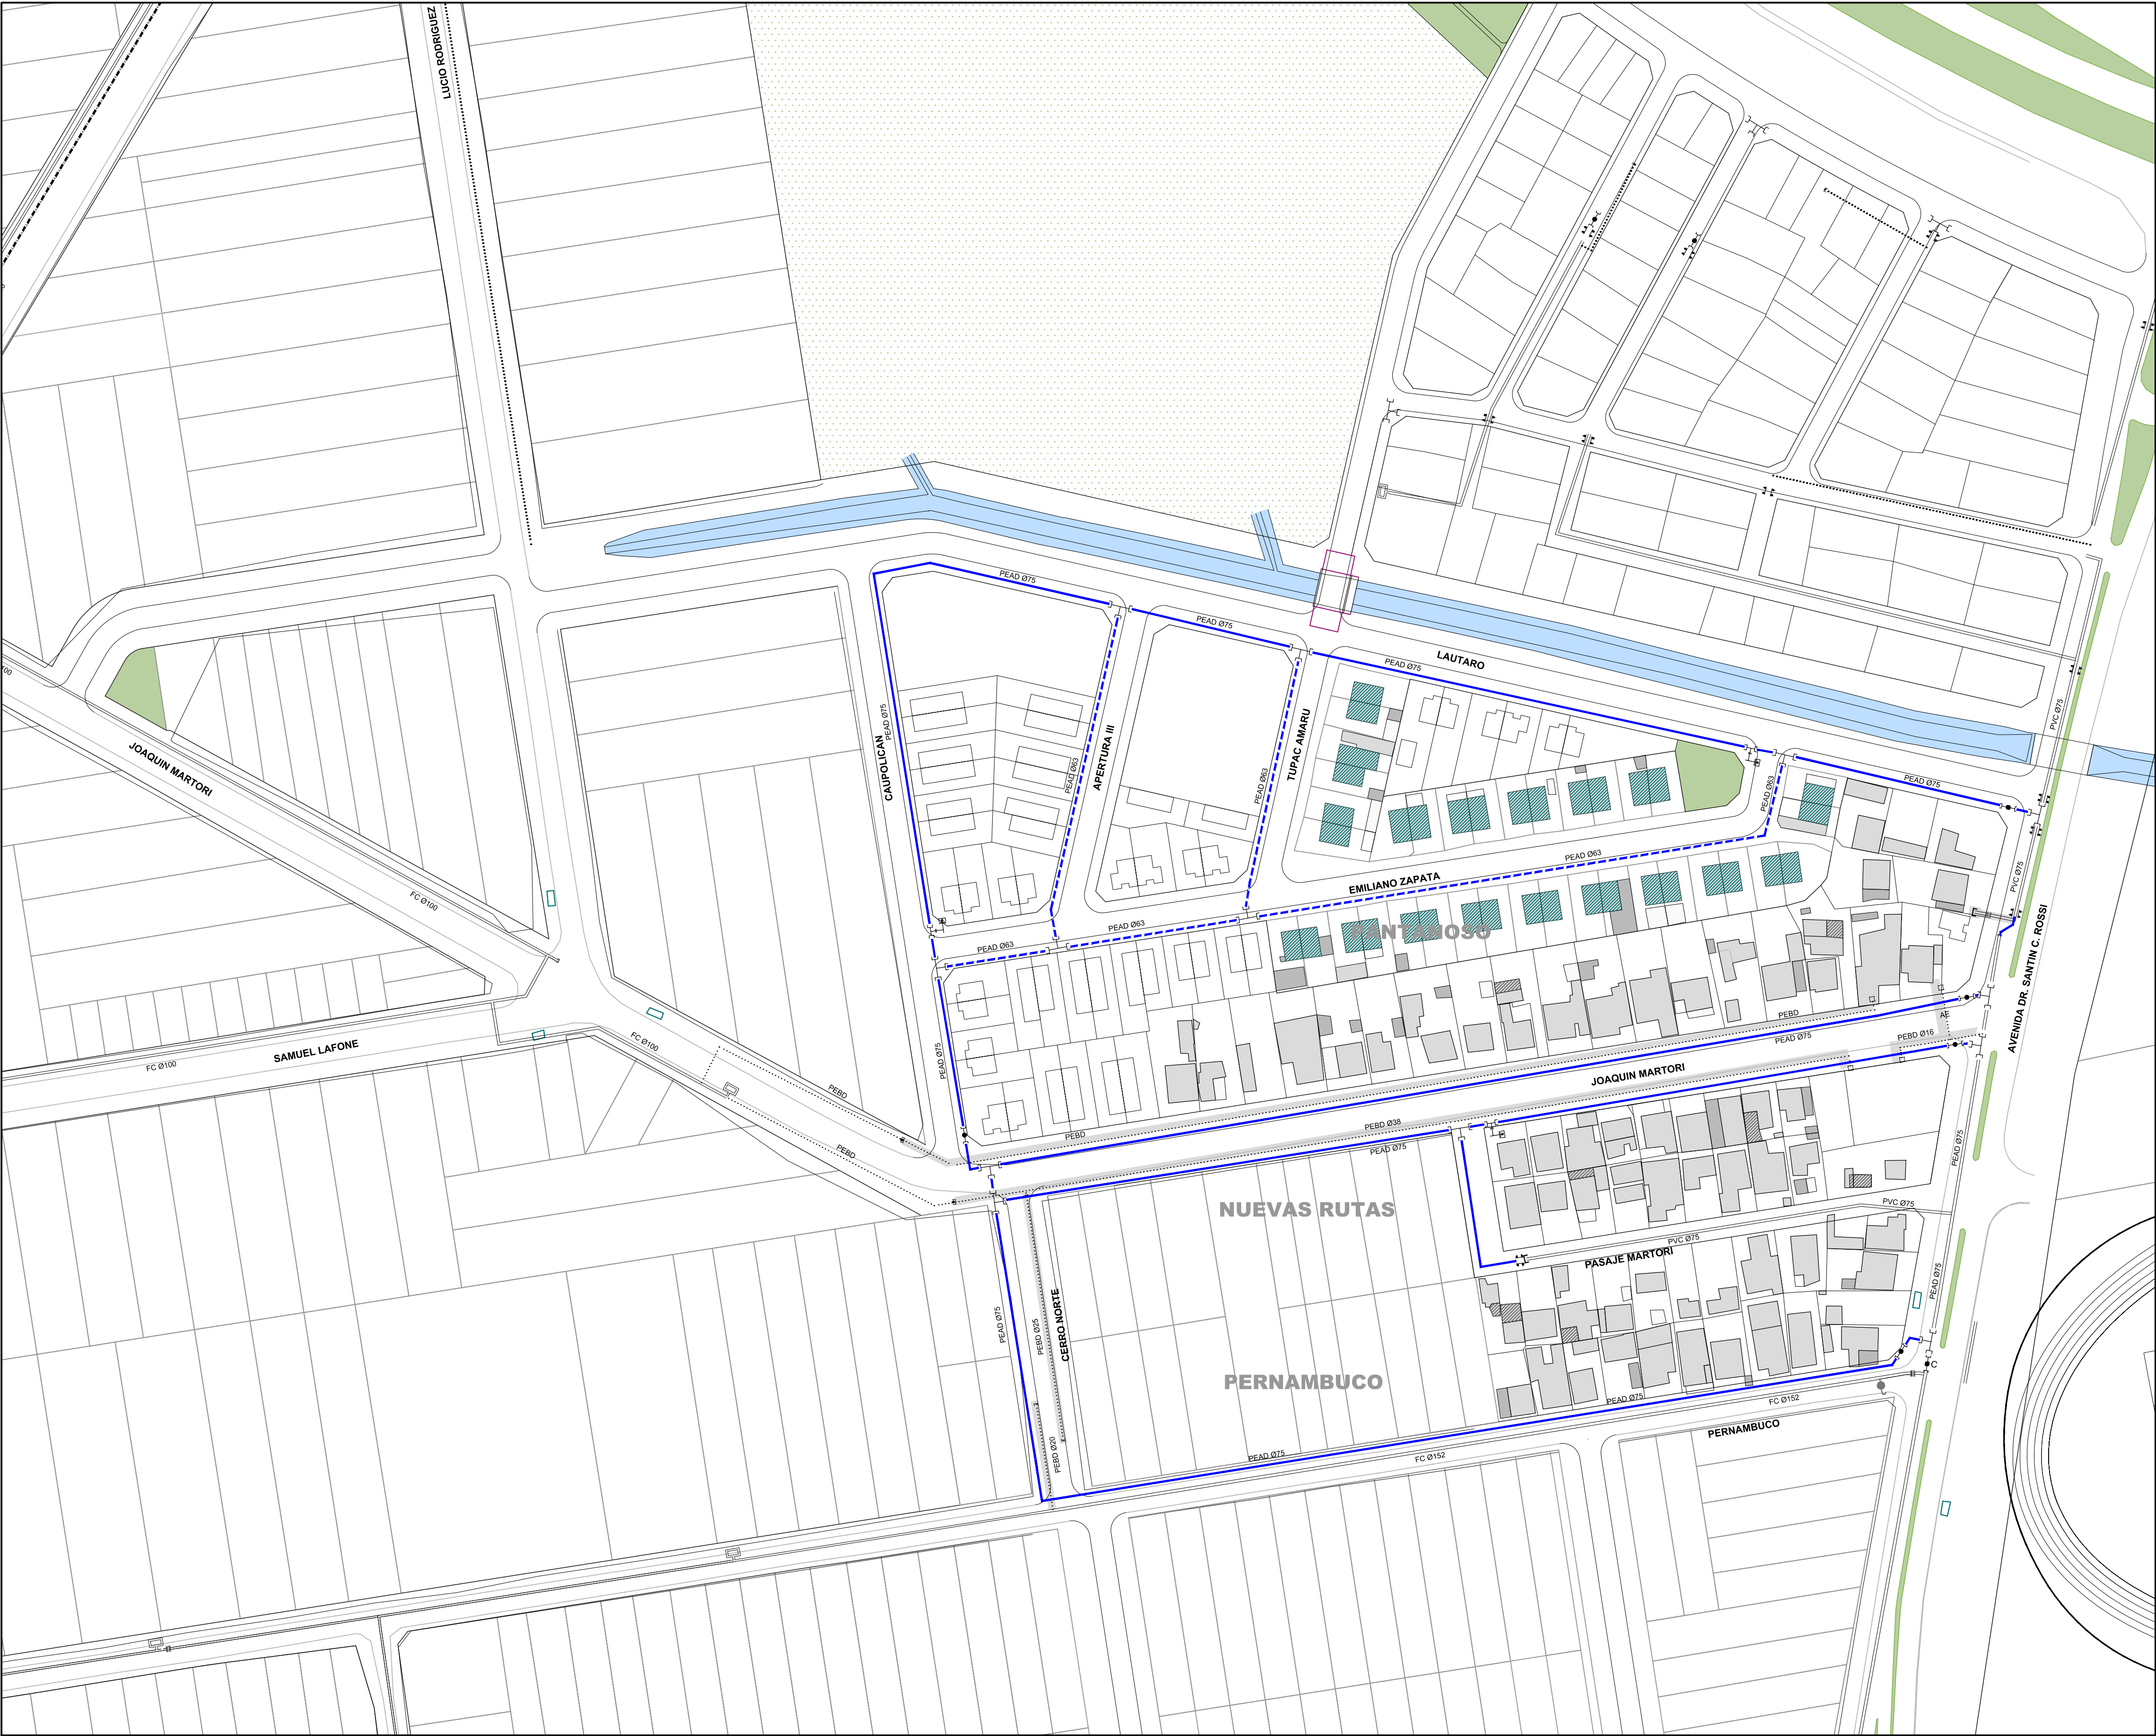 LUCIO RODRIGUEZ
PEAD Ø75
PEAD Ø75
LAUTARO
PEAD Ø75
PVC Ø75
PEAD Ø75
CAUPOLICAN
APERTURA III
PEAD Ø63
TUPAC AMARU
PEAD Ø63
PEAD Ø63
PEAD Ø75
JOAQUIN MARTORI
PEAD Ø63
EMILIANO ZAPATA
PVC Ø75
FC Ø100
PEAD Ø63
PEAD Ø63
PANTANOSO
AVENIDA DR. SANTIN C. ROSSI
PEBD
AE
PEAD Ø75
PEBD Ø16
FC Ø100
SAMUEL LAFONE
FC Ø100
PEAD Ø75
JOAQUIN MARTORI
PEBD
PEBD
PEBD Ø38
PEBD
PEAD Ø75
PEAD Ø75
NUEVAS RUTAS
PVC Ø75
PVC Ø75
PASAJE MARTORI
PEAD Ø75
PEAD Ø75
PEBD Ø25
CERRO NORTE
PERNAMBUCO
C
PEAD Ø75
FC Ø152
PERNAMBUCO
PEBD Ø20
PEAD Ø75
FC Ø152